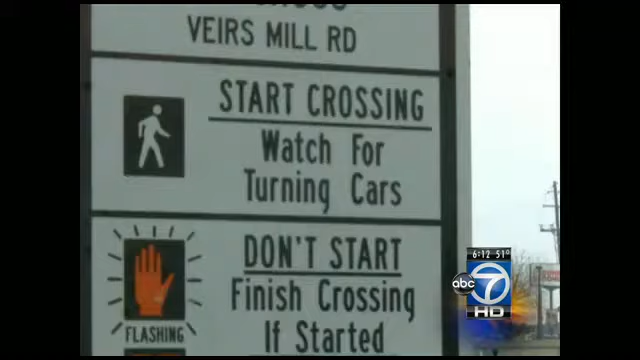 VEIRS MILL RD
START CROSSING
Watch For
Turning Cars
DON'T START
Finish Crossing
If Started
FLASHING
6:12 51°
abc 7
HD